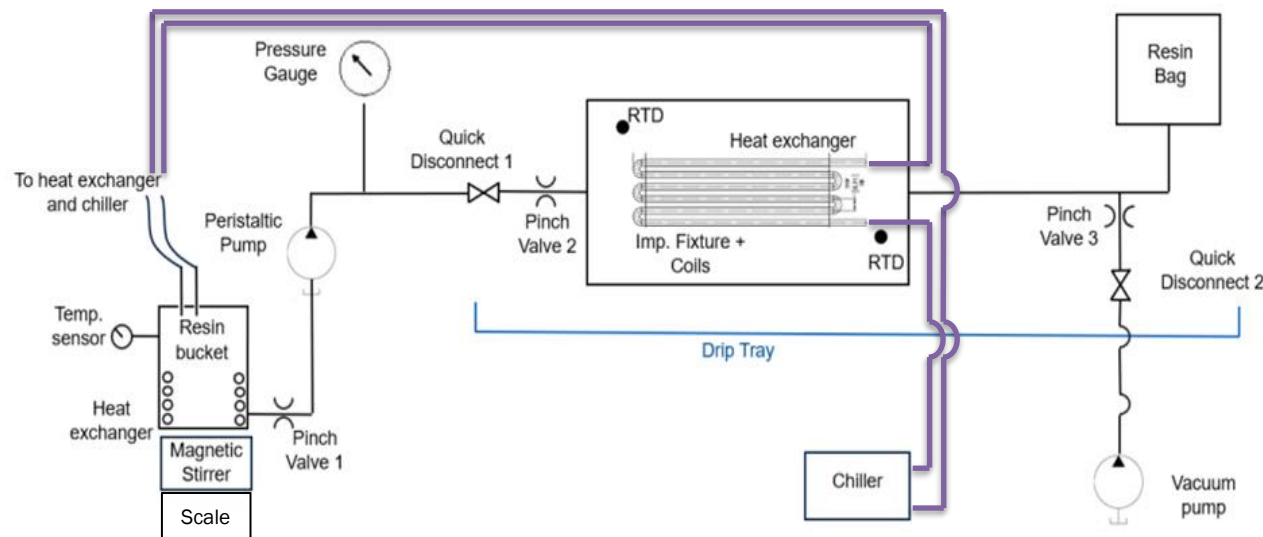 Pressure
Gauge
Resin
Bag
RTD
Heat exchanger
Quick
Disconnect 1
To heat exchanger
and chiller
Peristaltic
Pump
Pinch
Valve 2
Imp. Fixture +
Coils
RTD
Pinch
Valve 3
Quick
Disconnect 2
Temp.
sensor
Resin
bucket
Drip Tray
Heat
exchanger
Pinch
Valve 1
Magnetic
Stirrer
Scale
Chiller
Vacuum
pump